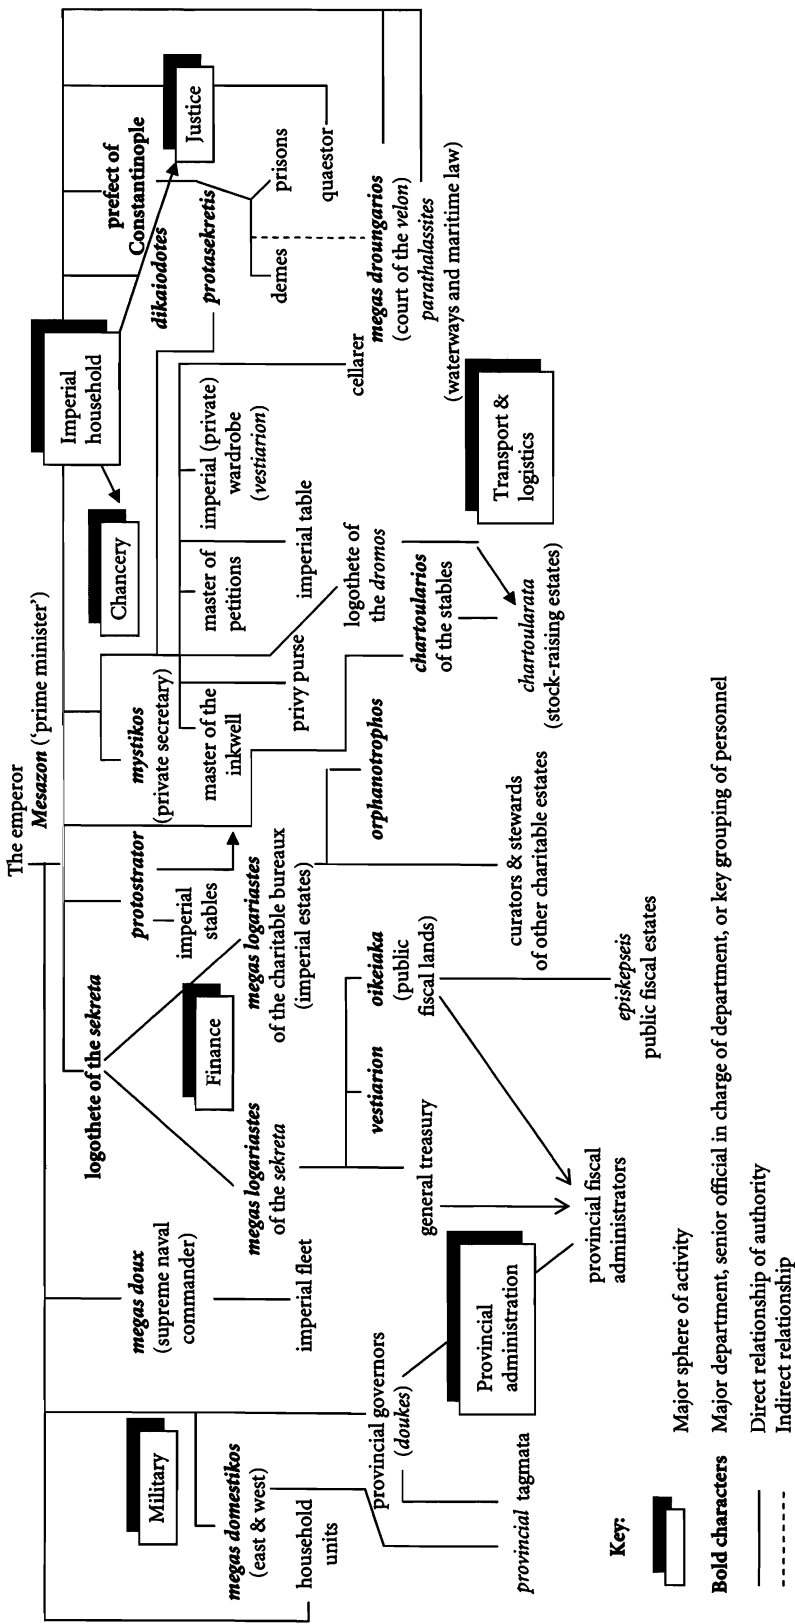 The emperor
Mesazon (‘prime minister’)
Military
megas domestikos
(east & west)
household
units
provincial tagmata
provincial governors
(doukes)
megas doux
(supreme naval
commander)
imperial fleet
Provincial
administration
provincial fiscal
administrators
logothete of the sekreta
Finance
megas logariastes
of the sekreta
general treasury
vestiarion
oikeiaka
(public
fiscal lands)
episkepseis
public fiscal estates
megas logariastes
of the charitable bureaux
(imperial estates)
orphanotrophos
curators & stewards
of other charitable estates
protostrator
imperial
stables
mystikos
(private secretary)
master of the
inkwell
privy purse
master of
petitions
imperial table
imperial (private)
wardrobe
(vestiarion)
cellarer
logothete of
the dromos
chartoularios
of the stables
chartoularata
(stock-raising estates)
Transport &
logistics
Chancery
Imperial
household
Justice
prefect of
Constantinople
dikaiodotes
protasekretis
demes
prisons
quaestor
megas droungarios
(court of the velon)
parathalassites
(waterways and maritime law)
Key:
Major sphere of activity
Bold characters Major department, senior official in charge of department, or key grouping of personnel
Direct relationship of authority
Indirect relationship